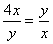 4x/y = y/x